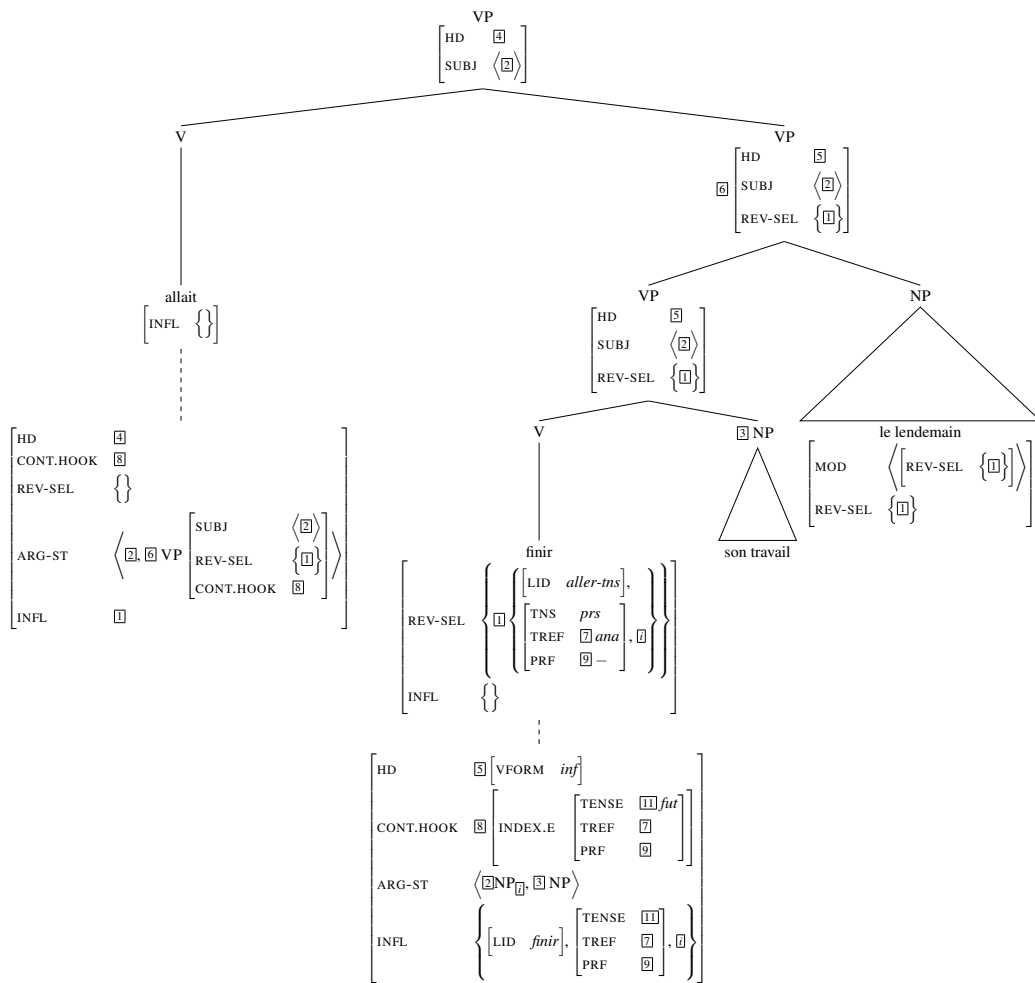 VP
[HD 4
SUBJ ⟨2⟩]
V
VP
6 [HD 5
SUBJ ⟨2⟩
REV-SEL {1}]
allait
[INFL {}]
VP
[HD 5
SUBJ ⟨2⟩
REV-SEL {1}]
NP
V
3 NP
le lendemain
[MOD ⟨[REV-SEL {1}]⟩
REV-SEL {1}]
[HD 4
CONT.HOOK 8
REV-SEL {}
ARG-ST ⟨2, 6 VP [SUBJ ⟨2⟩
REV-SEL {1}
CONT.HOOK 8]⟩
INFL 1]
finir
son travail
[REV-SEL {1 {[LID aller-tns],
[TNS prs
TREF 7 ana
PRF 9 −], i}}
INFL {}]
[HD 5 [VFORM inf]
CONT.HOOK 8 [INDEX.E [TENSE 11 fut
TREF 7
PRF 9]]
ARG-ST ⟨2NPi, 3 NP⟩
INFL {[LID finir], [TENSE 11
TREF 7
PRF 9], i}]